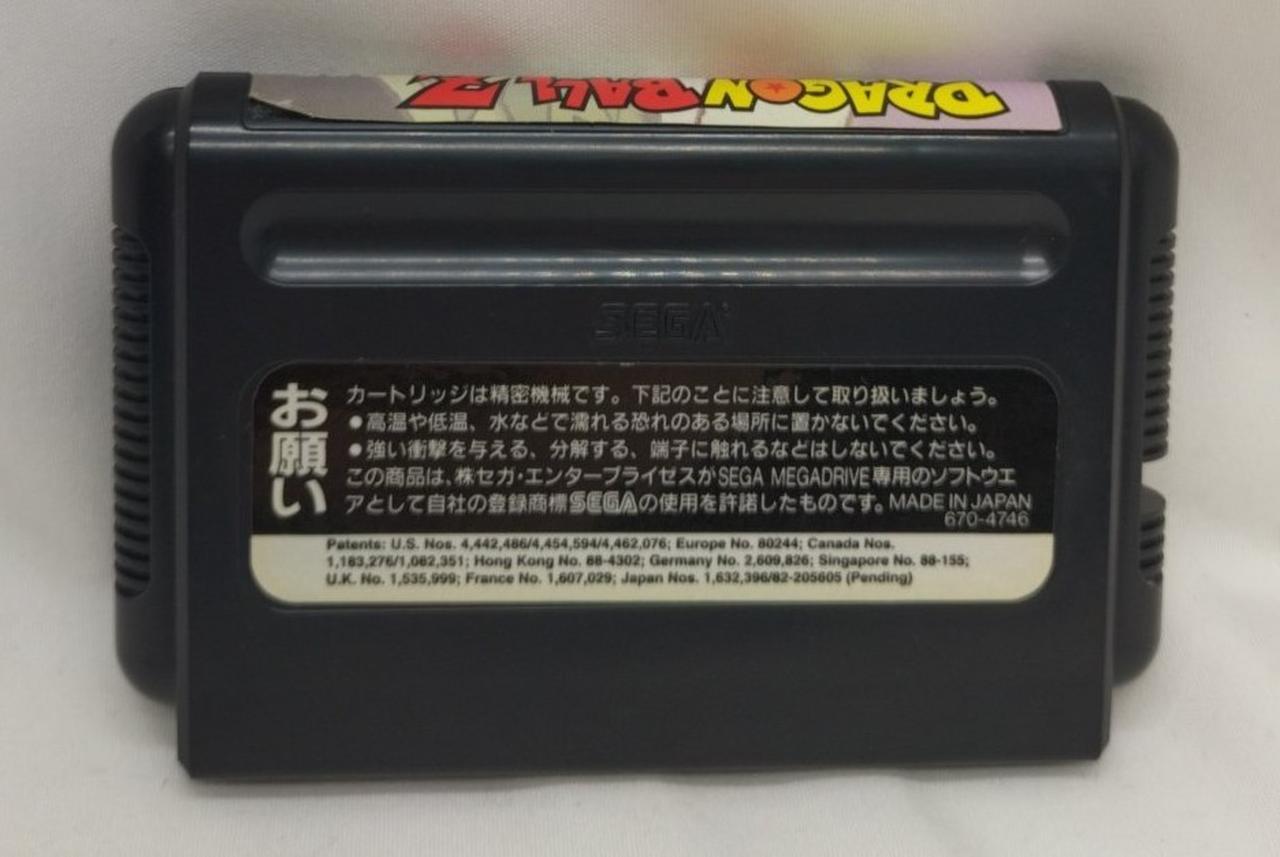 DRAGON BALL Z
SEGA
お願い
カートリッジは精密機械です。下記のことに注意して取り扱いましょう。
●高温や低温、水などで濡れる恐れのある場所に置かないでください。
●強い衝撃を与える、分解する、端子に触れるなどはしないでください。
この商品は、株セガ・エンタープライゼスがSEGA MEGADRIVE専用のソフトウエ
アとして自社の登録商標SEGAの使用を許諾したものです。MADE IN JAPAN
670-4746
Patents: U.S. Nos. 4,442,486/4,454,594/4,462,076; Europe No. 80244; Canada Nos.
1,183,276/1,082,351; Hong Kong No. 88-4302; Germany No. 2,609,826; Singapore No. 88-155;
U.K. No. 1,535,999; France No. 1,607,029; Japan Nos. 1,632,396/82-205605 (Pending)